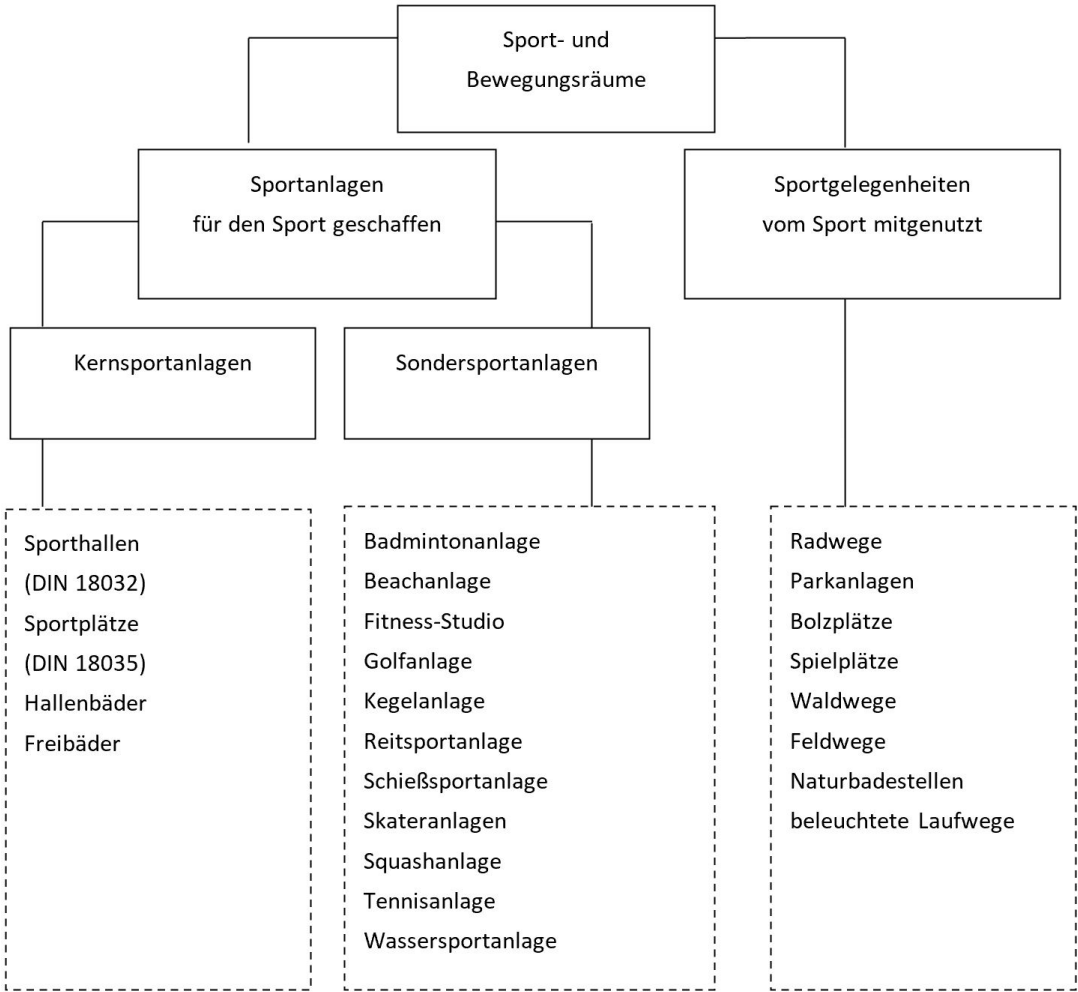 Sport- und
Bewegungsräume
Sportanlagen
für den Sport geschaffen
Sportgelegenheiten
vom Sport mitgenutzt
Kernsportanlagen
Sondersportanlagen
Sporthallen
(DIN 18032)
Sportplätze
(DIN 18035)
Hallenbäder
Freibäder
Badmintonanlage
Beachanlage
Fitness-Studio
Golfanlage
Kegelanlage
Reitsportanlage
Schießsportanlage
Skateranlagen
Squashanlage
Tennisanlage
Wassersportanlage
Radwege
Parkanlagen
Bolzplätze
Spielplätze
Waldwege
Feldwege
Naturbadestellen
beleuchtete Laufwege